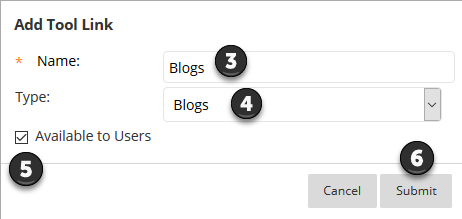 Add Tool Link
* Name: Blogs 3
Type: Blogs 4
Available to Users
5
6
Cancel Submit